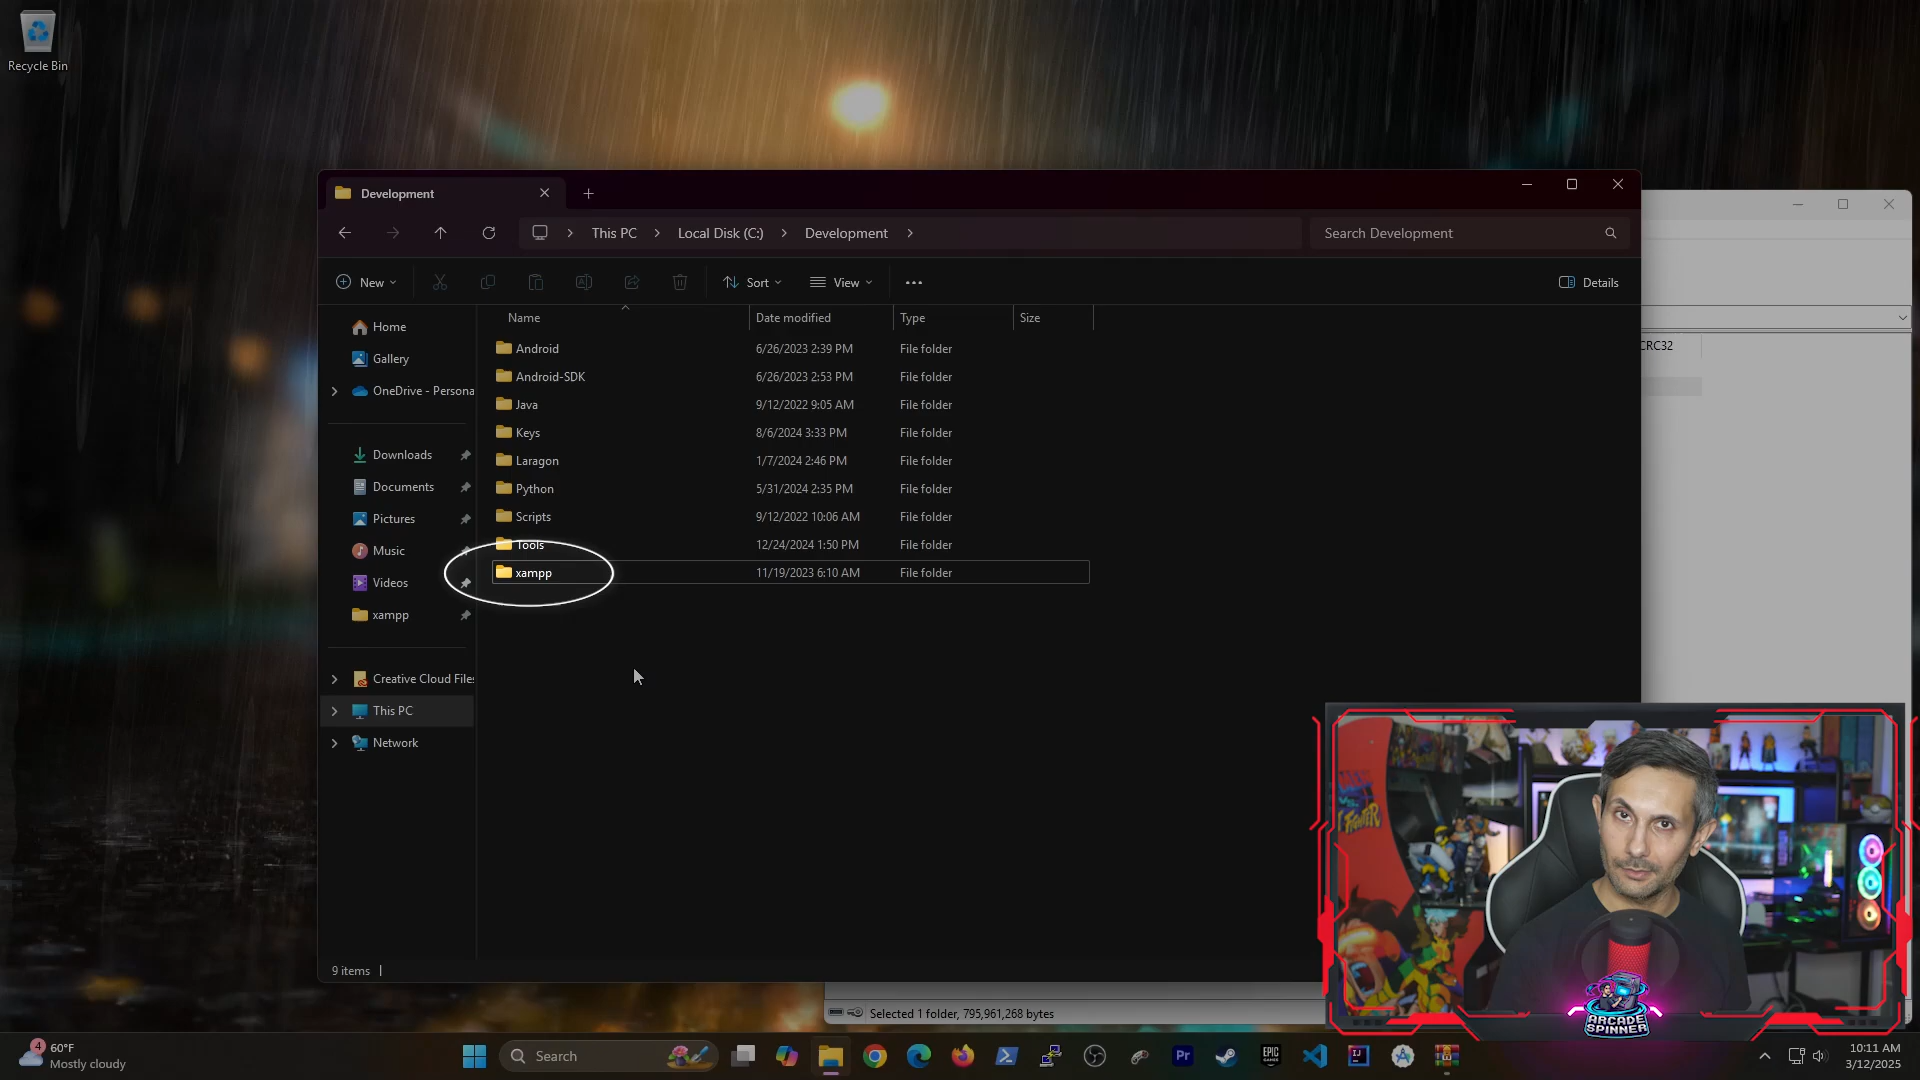 Recycle Bin
Development
This PC
Local Disk (C:)
Development
Search Development
New
Sort
View
Details
Name
Date modified
Type
Size
Home
Gallery
OneDrive - Persona
Downloads
Documents
Pictures
Music
Videos
xampp
Creative Cloud Files
This PC
Network
Android 6/26/2023 2:39 PM File folder
Android-SDK 6/26/2023 2:53 PM File folder
Java 9/12/2022 9:05 AM File folder
Keys 8/6/2024 3:33 PM File folder
Laragon 1/7/2024 2:46 PM File folder
Python 5/31/2024 2:35 PM File folder
Scripts 9/12/2022 10:06 AM File folder
Tools 12/24/2024 1:50 PM File folder
xampp 11/19/2023 6:10 AM File folder
9 items
CRC32
Selected 1 folder, 795,961,268 bytes
FIGHTER
ARCADE
SPINNER
4
60°F
Mostly cloudy
Search
Pr
EPIC
GAMES
IJ
10:11 AM
3/12/2025